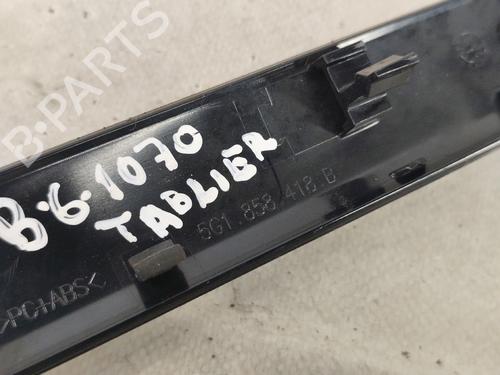 B-PARTS
B.6.1070
TABLIER
5G1.858.418.B
>PC+ABS<